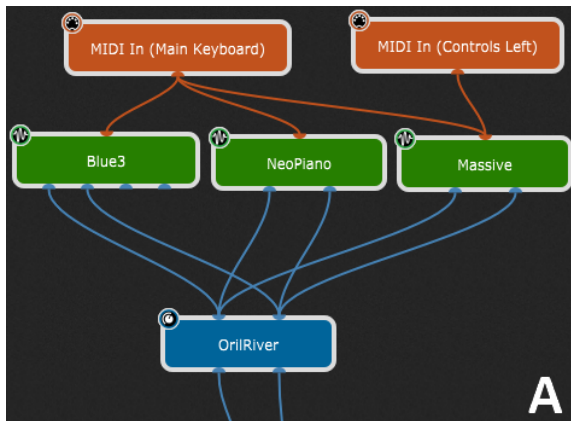 MIDI In (Main Keyboard)
MIDI In (Controls Left)
Blue3
NeoPiano
Massive
OrilRiver
A